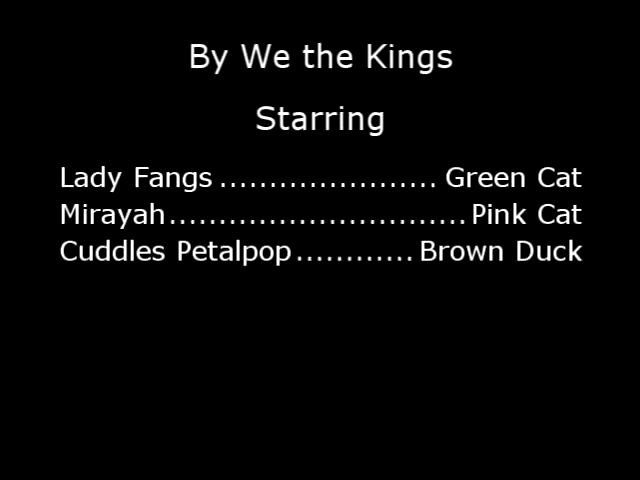 By We the Kings
Starring
Lady Fangs ...................... Green Cat
Mirayah.............................. Pink Cat
Cuddles Petalpop ............ Brown Duck